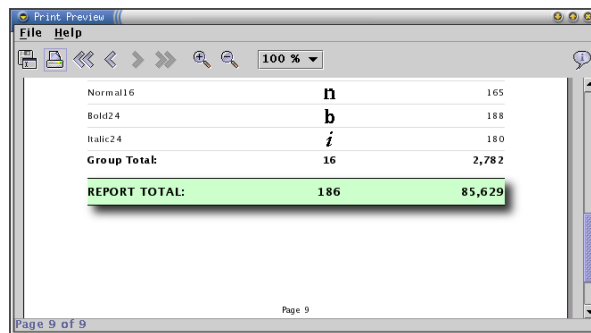 Print Preview
File Help
100 %
Normal16 n 165
Bold24 b 188
Italic24 i 180
Group Total: 16 2,782
REPORT TOTAL: 186 85,629
Page 9
Page 9 of 9